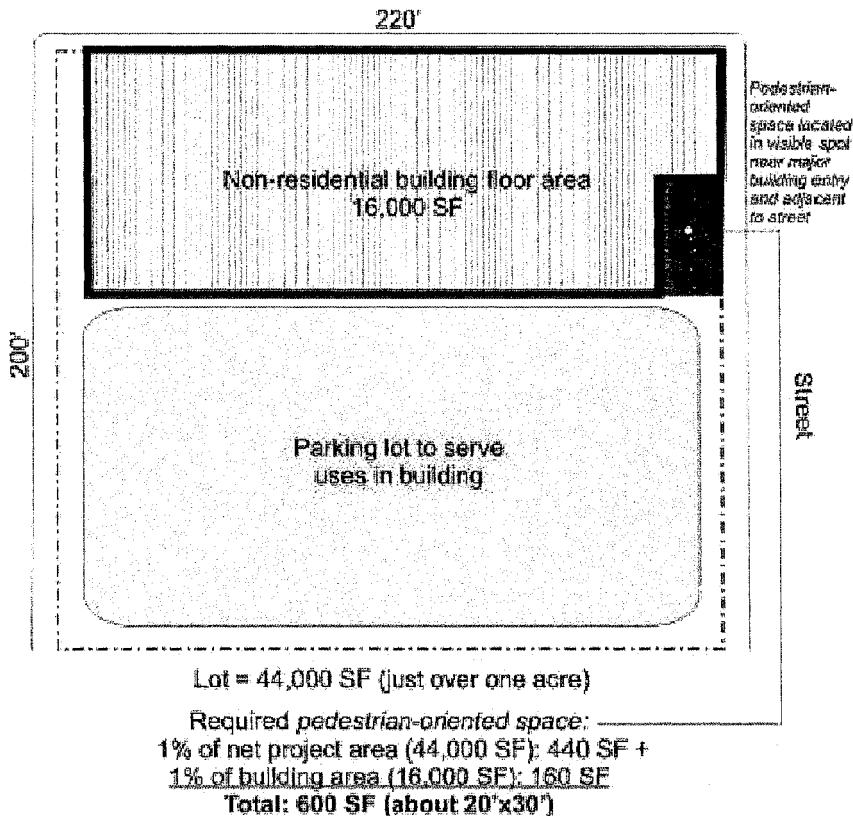 220'
Pedestrian-
oriented
space located
in visible spot
near major
building entry
and adjacent
to street
Non-residential building floor area
16,000 SF
200'
Street
Parking lot to serve
uses in building
Lot = 44,000 SF (just over one acre)
Required pedestrian-oriented space:
1% of net project area (44,000 SF): 440 SF +
1% of building area (16,000 SF): 160 SF
Total: 600 SF (about 20'x30')